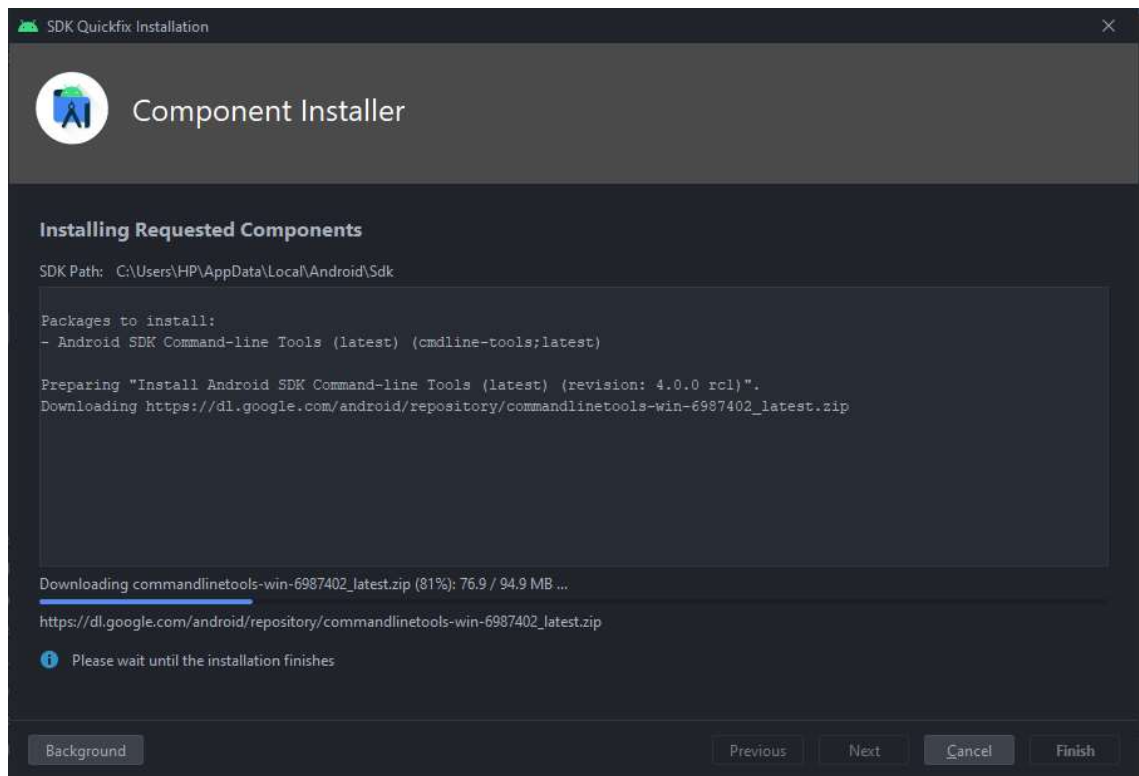 SDK Quickfix Installation
Component Installer
Installing Requested Components
SDK Path: C:\Users\HP\AppData\Local\Android\Sdk
Packages to install:
- Android SDK Command-line Tools (latest) (cmdline-tools;latest)
Preparing "Install Android SDK Command-line Tools (latest) (revision: 4.0.0 rc1)".
Downloading https://dl.google.com/android/repository/commandlinetools-win-6987402_latest.zip
Downloading commandlinetools-win-6987402_latest.zip (81%): 76.9 / 94.9 MB ...
https://dl.google.com/android/repository/commandlinetools-win-6987402_latest.zip
Please wait until the installation finishes
Background Previous Next Cancel Finish